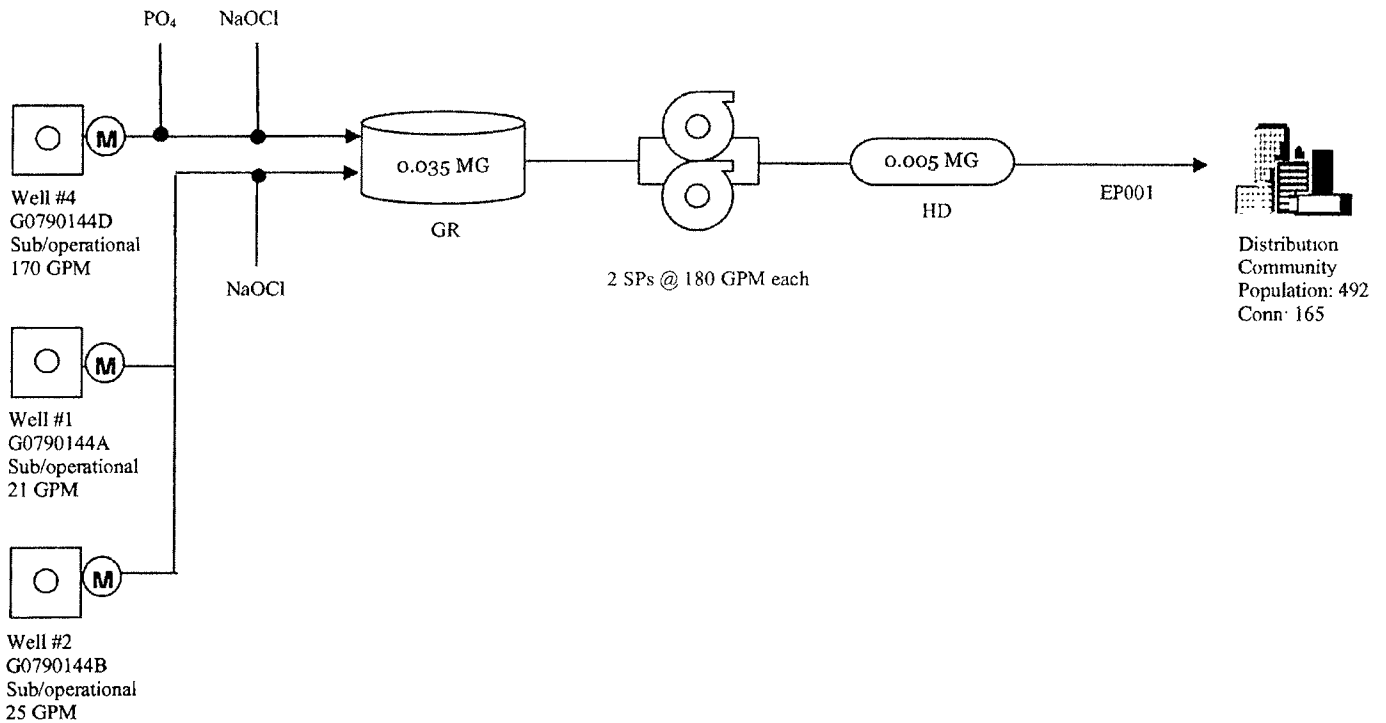 PO₄
NaOCl
M
Well #4
G0790144D
Sub/operational
170 GPM
NaOCl
0.035 MG
GR
2 SPs @ 180 GPM each
0.005 MG
HD
EP001
Distribution
Community
Population: 492
Conn: 165
M
Well #1
G0790144A
Sub/operational
21 GPM
M
Well #2
G0790144B
Sub/operational
25 GPM